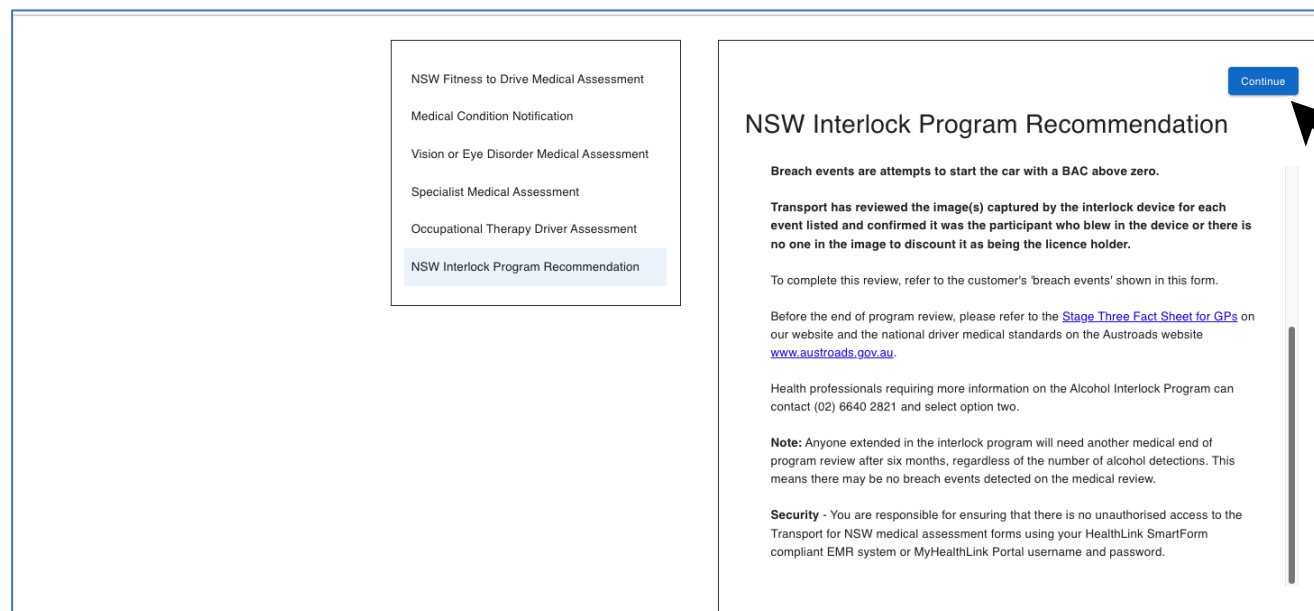 NSW Fitness to Drive Medical Assessment
Medical Condition Notification
Vision or Eye Disorder Medical Assessment
Specialist Medical Assessment
Occupational Therapy Driver Assessment
NSW Interlock Program Recommendation
Continue
NSW Interlock Program Recommendation
Breach events are attempts to start the car with a BAC above zero.
Transport has reviewed the image(s) captured by the interlock device for each
event listed and confirmed it was the participant who blew in the device or there is
no one in the image to discount it as being the licence holder.
To complete this review, refer to the customer's 'breach events' shown in this form.
Before the end of program review, please refer to the Stage Three Fact Sheet for GPs on
our website and the national driver medical standards on the Austroads website
www.austroads.gov.au.
Health professionals requiring more information on the Alcohol Interlock Program can
contact (02) 6640 2821 and select option two.
Note: Anyone extended in the interlock program will need another medical end of
program review after six months, regardless of the number of alcohol detections. This
means there may be no breach events detected on the medical review.
Security - You are responsible for ensuring that there is no unauthorised access to the
Transport for NSW medical assessment forms using your HealthLink SmartForm
compliant EMR system or MyHealthLink Portal username and password.